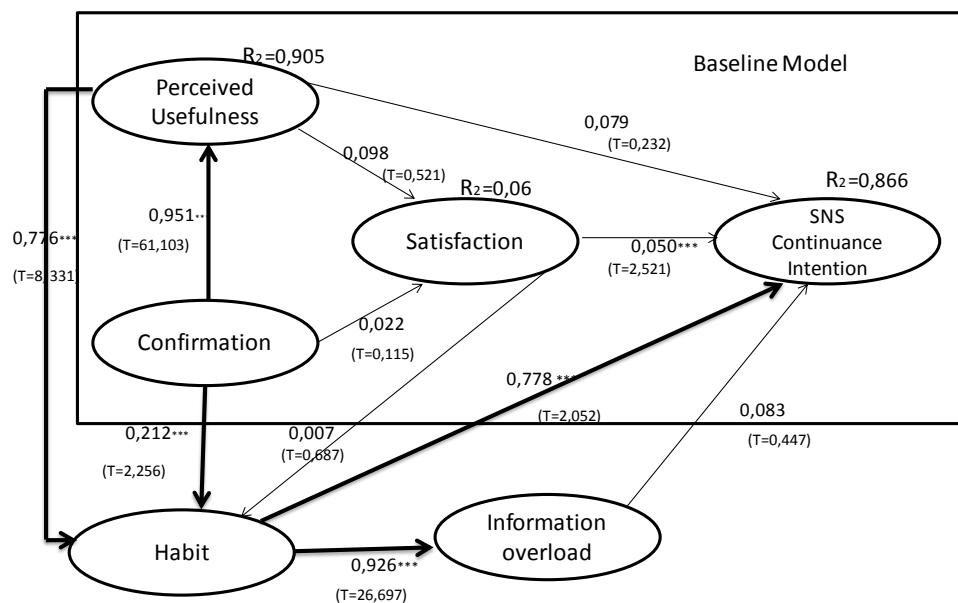 R2=0,905
Baseline Model
Perceived
Usefulness
0,079
(T=0,232)
0,098
(T=0,521)
R2=0,06
R2=0,866
0,951***
(T=61,103)
0,776***
(T=8,331)
Satisfaction
0,050***
(T=2,521)
SNS
Continuance
Intention
Confirmation
0,022
(T=0,115)
0,778***
(T=2,052)
0,083
(T=0,447)
0,212***
(T=2,256)
0,007
(T=0,687)
Habit
Information
overload
0,926***
(T=26,697)